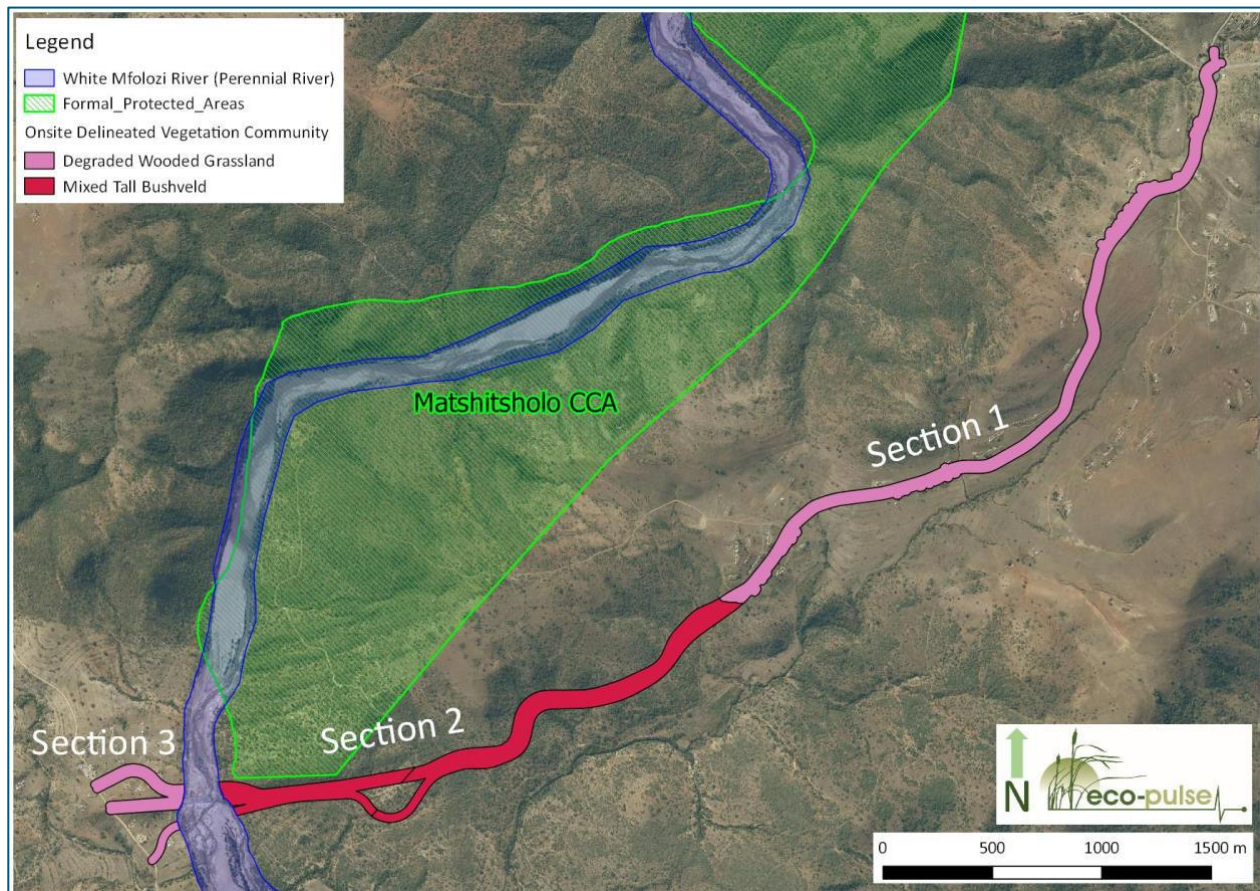 Legend
White Mfolozi River (Perennial River)
Formal_Protected_Areas
Onsite Delineated Vegetation Community
Degraded Wooded Grassland
Mixed Tall Bushveld
Matshitsholo CCA
Section 1
Section 2
Section 3
N
eco-pulse
0 500 1000 1500 m